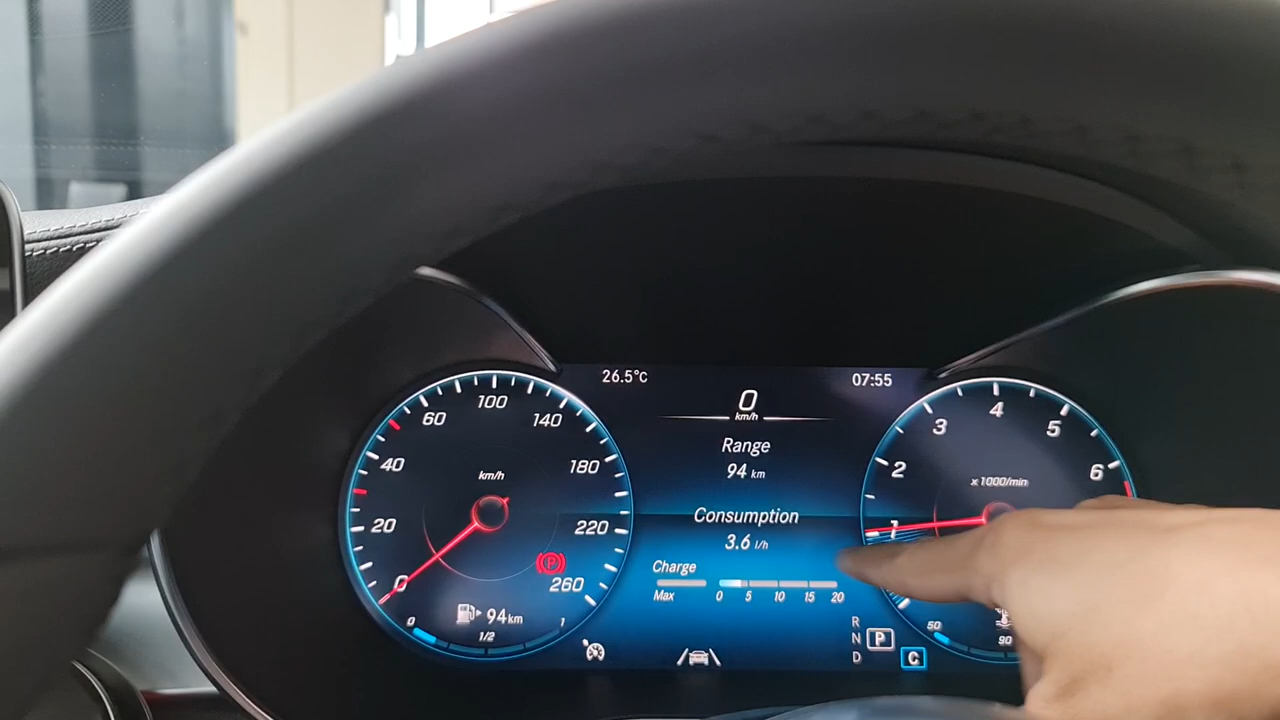 26.5°C
07:55
0
km/h
Range
94 km
Consumption
3.6 l/h
Charge
Max 0 5 10 15 20
km/h
0 20 40 60 100 140 180 220 260
P
94 km
0 1/2 1
x 1000/min
1 2 3 4 5 6
50 90
R
N P
D
C